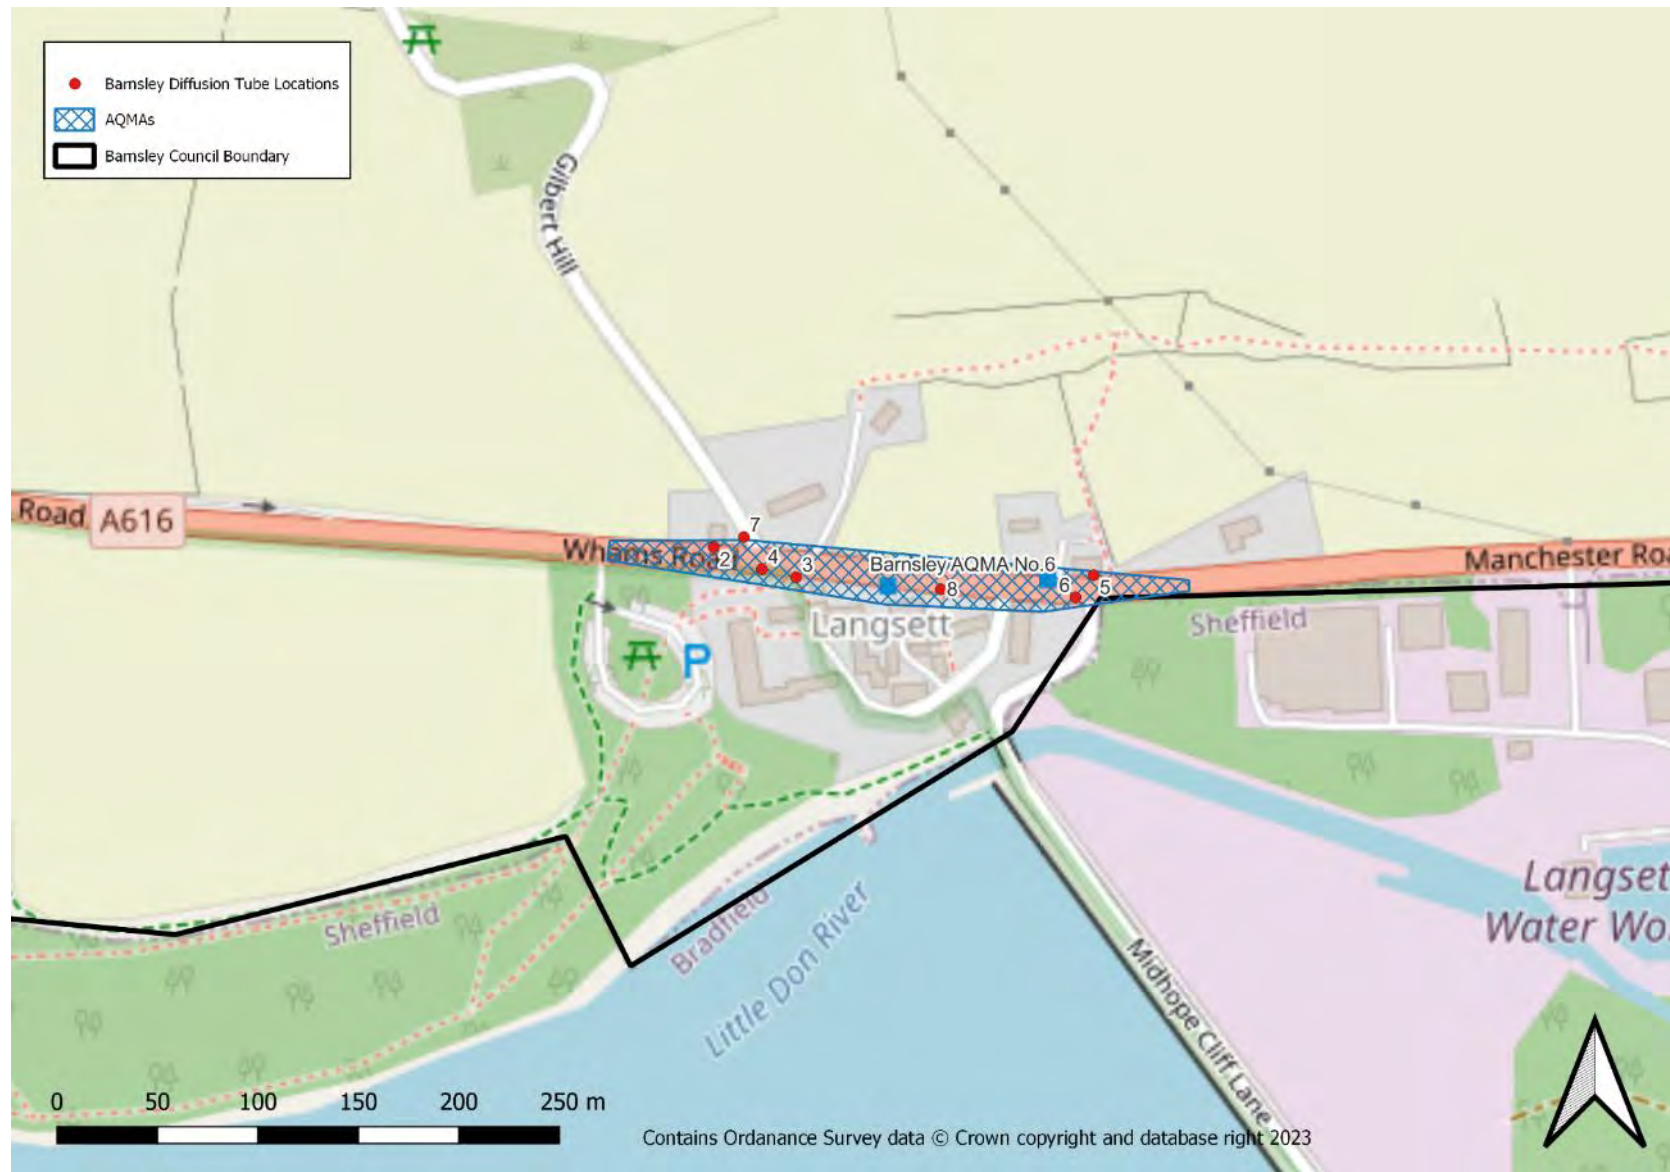 Barnsley Diffusion Tube Locations
AQMAs
Barnsley Council Boundary
Gilbert Hill
Road
A616
Whams Road
7
2
4
3
Barnsley AQMA No.6
8
6
5
Manchester Roa
Langsett
Sheffield
P
Sheffield
Bradfield
Little Don River
Langset
Water Wo
Midhope Cliff Lane
0 50 100 150 200 250 m
Contains Ordanance Survey data © Crown copyright and database right 2023